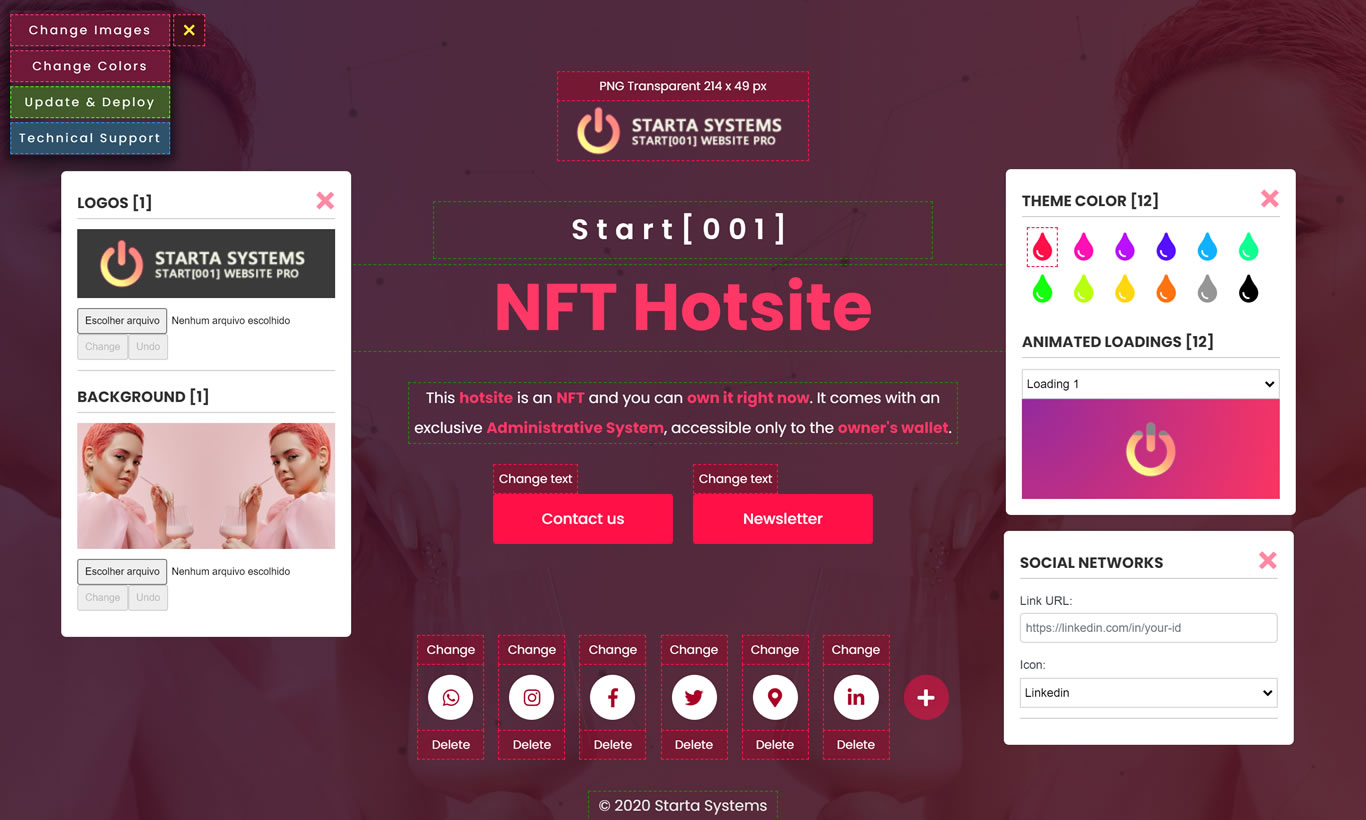 Change Images
Change Colors
Update & Deploy
Technical Support
PNG Transparent 214 x 49 px
STARTA SYSTEMS
START[001] WEBSITE PRO
LOGOS [1]
STARTA SYSTEMS
START[001] WEBSITE PRO
Escolher arquivo Nenhum arquivo escolhido
Change Undo
BACKGROUND [1]
Escolher arquivo Nenhum arquivo escolhido
Change Undo
Start[001]
NFT Hotsite
This hotsite is an NFT and you can own it right now. It comes with an
exclusive Administrative System, accessible only to the owner's wallet.
Change text Change text
Contact us Newsletter
Change Change Change Change Change Change
Delete Delete Delete Delete Delete Delete
© 2020 Starta Systems
THEME COLOR [12]
ANIMATED LOADINGS [12]
Loading 1
SOCIAL NETWORKS
Link URL:
https://linkedin.com/in/your-id
Icon:
Linkedin